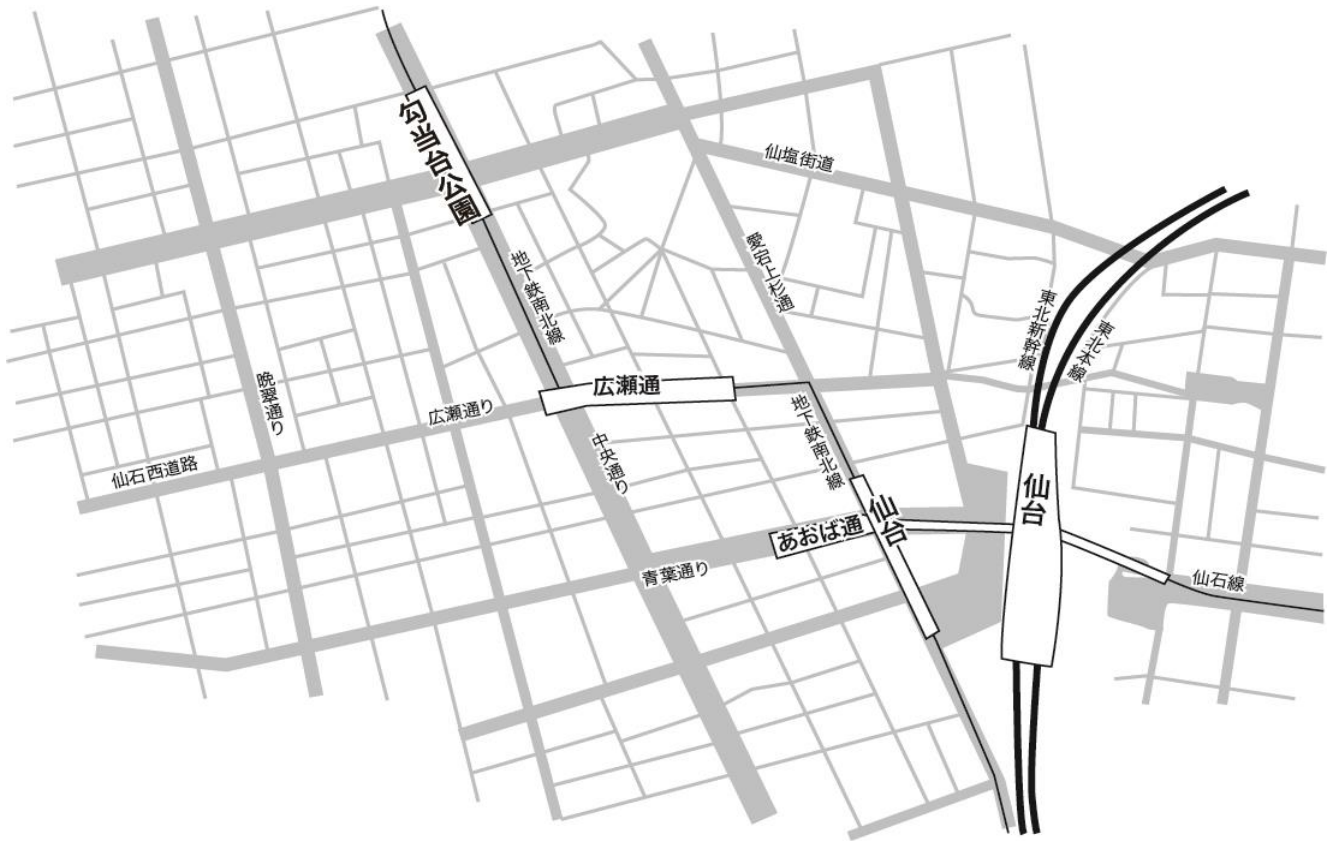 勾当台公園
仙塩街道
地下鉄南北線
愛宕上杉通
東北新幹線
東北本線
晩翠通り
広瀬通り
広瀬通
仙石西道路
中央通り
地下鉄南北線
仙台
仙台
あおば通
青葉通り
仙石線